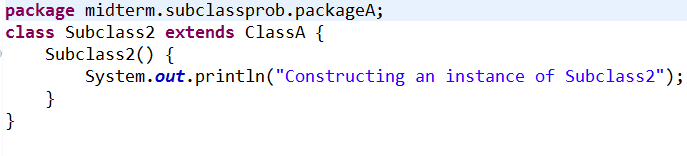 package midterm.subclassprob.packageA;
class Subclass2 extends ClassA {
    Subclass2() {
        System.out.println("Constructing an instance of Subclass2");
    }
}